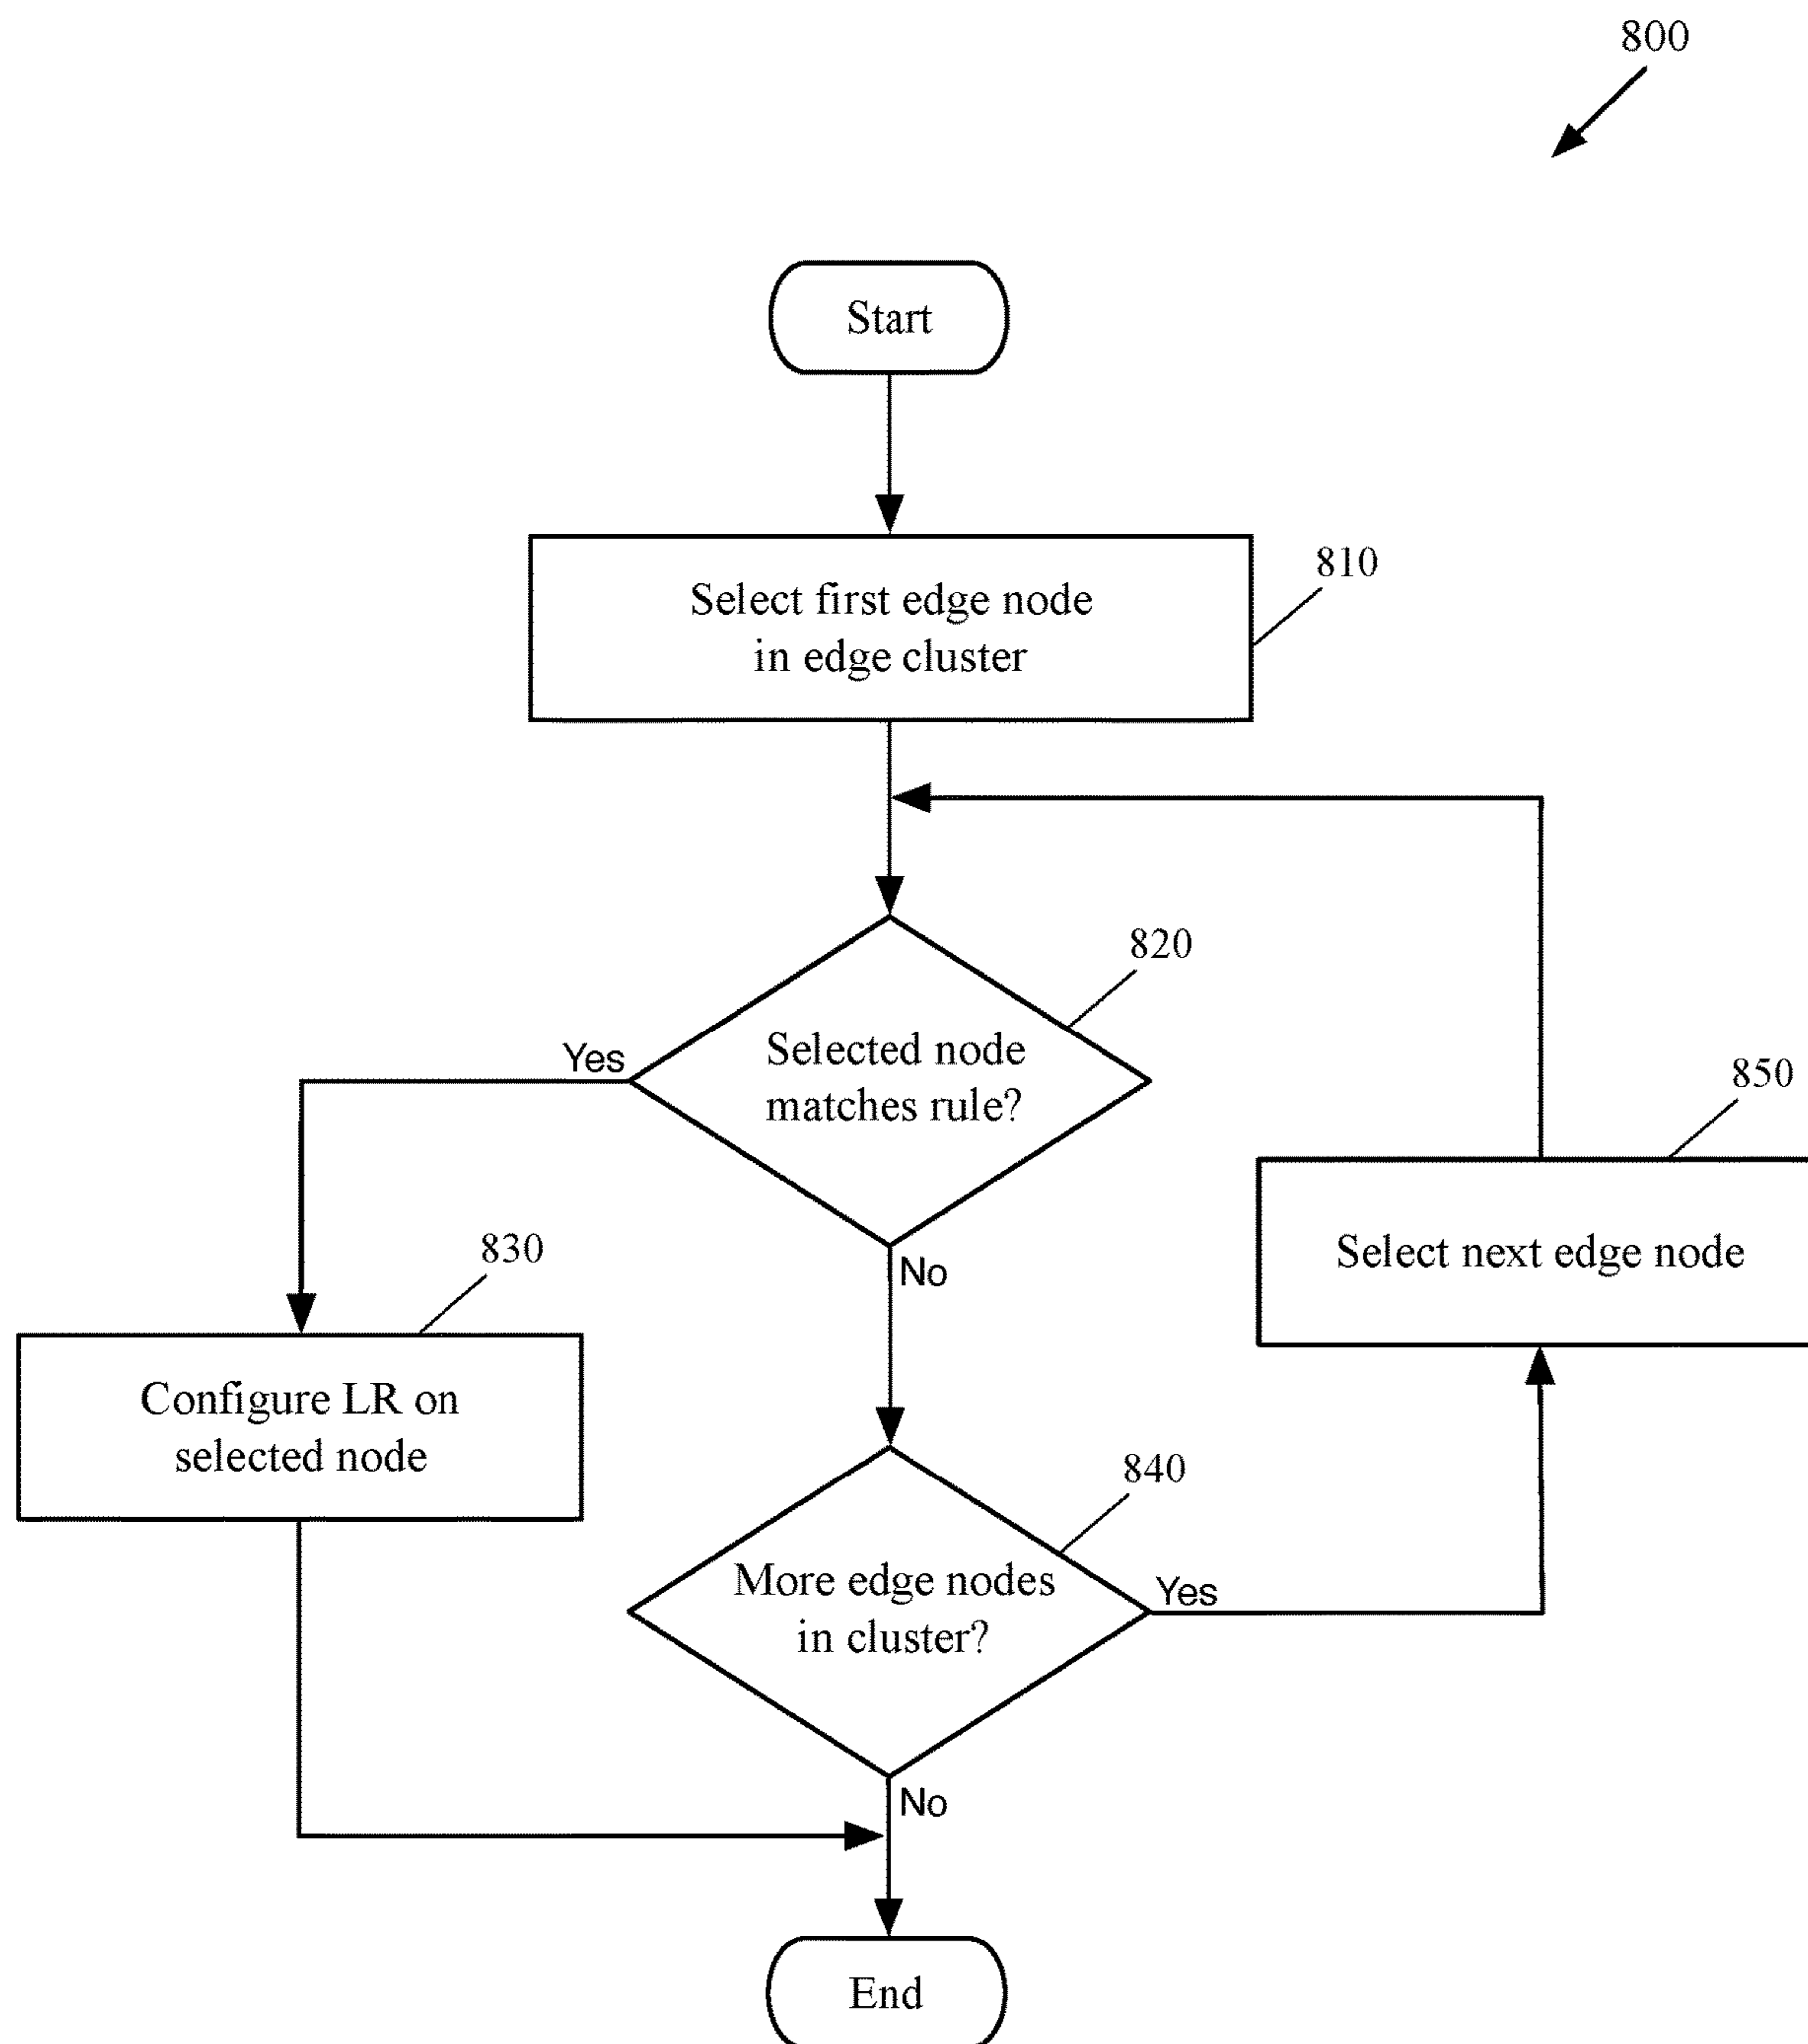 800
Start
Select first edge node
in edge cluster
810
820
Selected node
matches rule?
Yes
No
850
Select next edge node
830
Configure LR on
selected node
840
More edge nodes
in cluster?
Yes
No
End